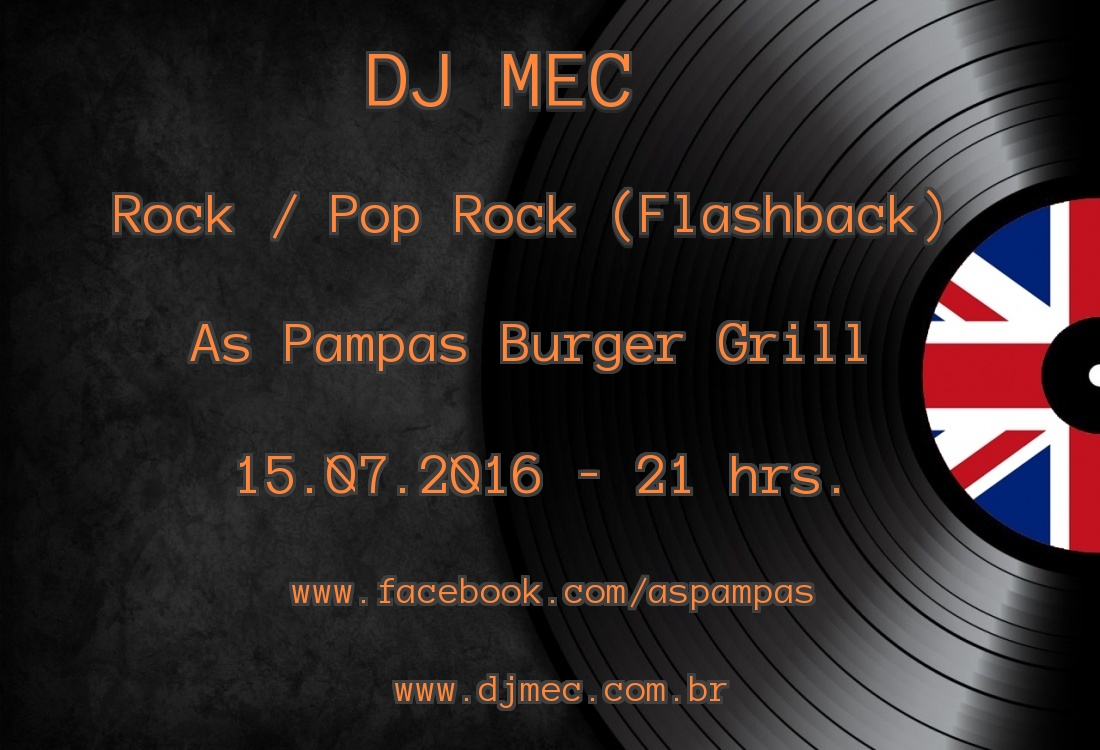 DJ MEC
Rock / Pop Rock (Flashback)
As Pampas Burger Grill
15.07.2016 - 21 hrs.
www.facebook.com/aspampas
www.djmec.com.br